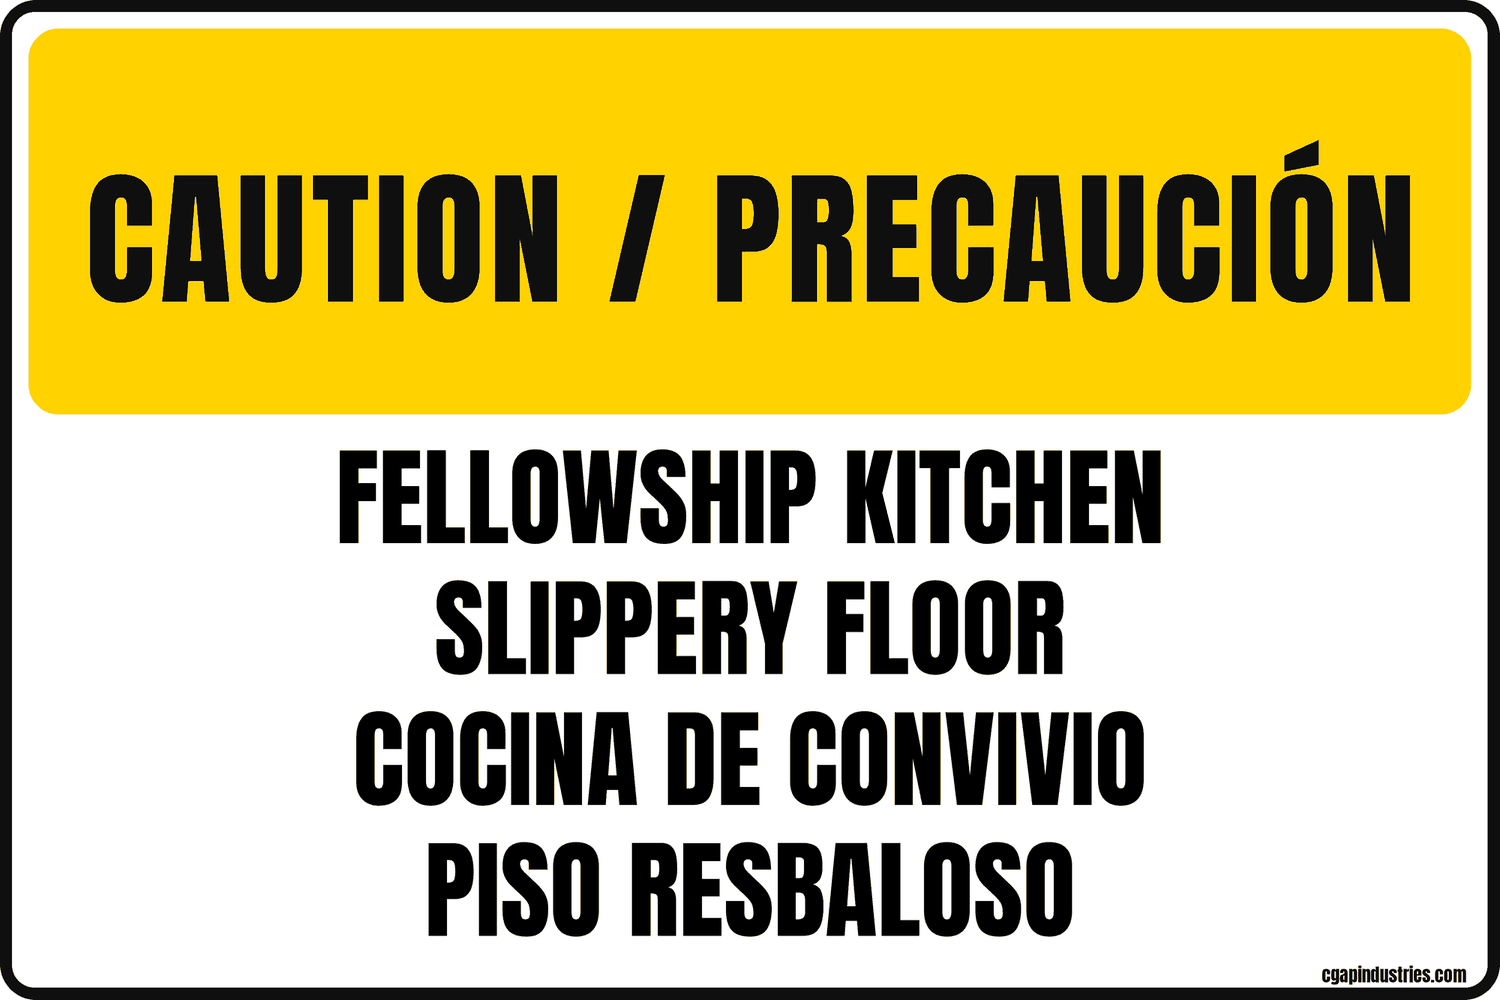 CAUTION / PRECAUCIÓN
FELLOWSHIP KITCHEN
SLIPPERY FLOOR
COCINA DE CONVIVIO
PISO RESBALOSO
cgapindustries.com